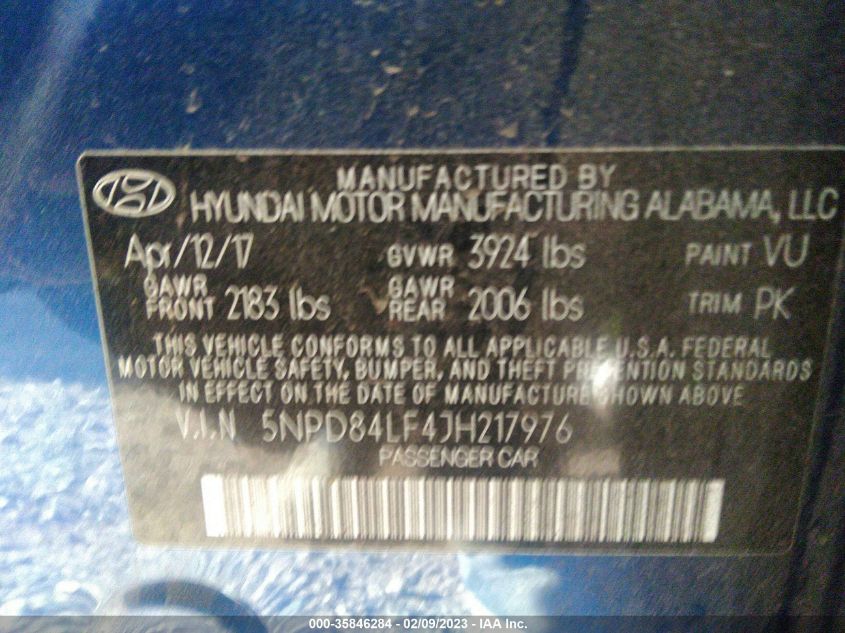 MANUFACTURED BY
HYUNDAI MOTOR MANUFACTURING ALABAMA, LLC
Apr/12/17 GVWR 3924 lbs PAINT VU
GAWR FRONT 2183 lbs GAWR REAR 2006 lbs TRIM PK
THIS VEHICLE CONFORMS TO ALL APPLICABLE U.S.A. FEDERAL
MOTOR VEHICLE SAFETY, BUMPER, AND THEFT PREVENTION STANDARDS
IN EFFECT ON THE DATE OF MANUFACTURE SHOWN ABOVE
V.I.N 5NPD84LF4JH217976
PASSENGER CAR
000-35846284 - 02/09/2023 - IAA Inc.